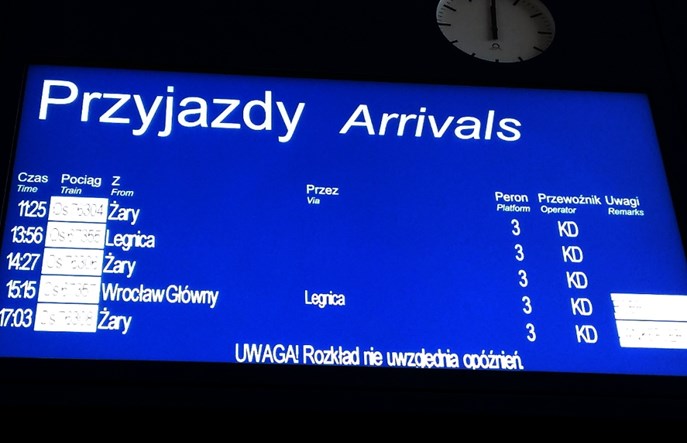 Przyjazdy Arrivals
Czas Pociąg Z Przez Peron Przewoźnik Uwagi
Time Train From Via Platform Operator Remarks
11:25 Żary 3 KD
13:56 Legnica 3 KD
14:27 Żary 3 KD
15:15 Wrocław Główny Legnica 3 KD
17:03 Żary 3 KD
UWAGA! Rozkład nie uwzględnia opóźnień.